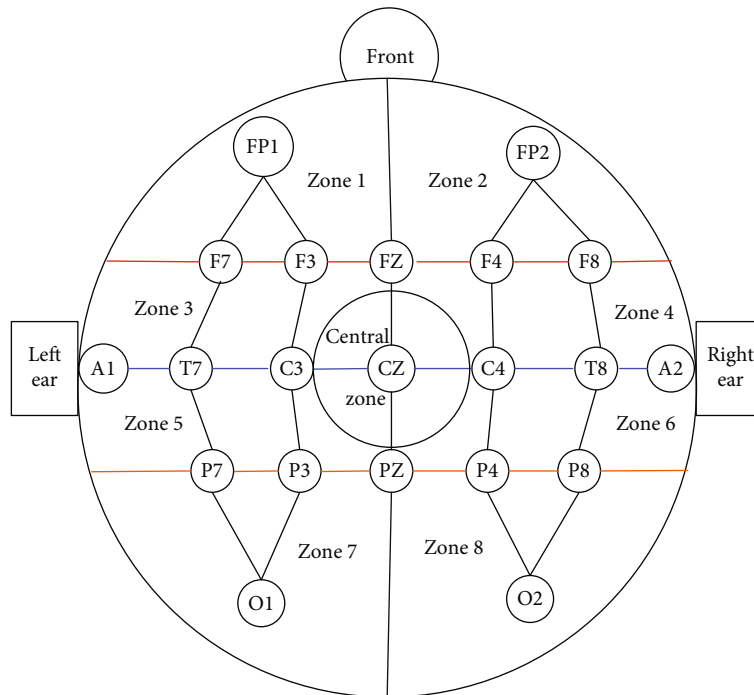 Front
FP1
FP2
Zone 1
Zone 2
F7
F3
FZ
F4
F8
Zone 3
Zone 4
Central
Left
ear
A1
T7
C3
CZ
C4
T8
A2
Right
ear
zone
Zone 5
Zone 6
P7
P3
PZ
P4
P8
Zone 7
Zone 8
O1
O2